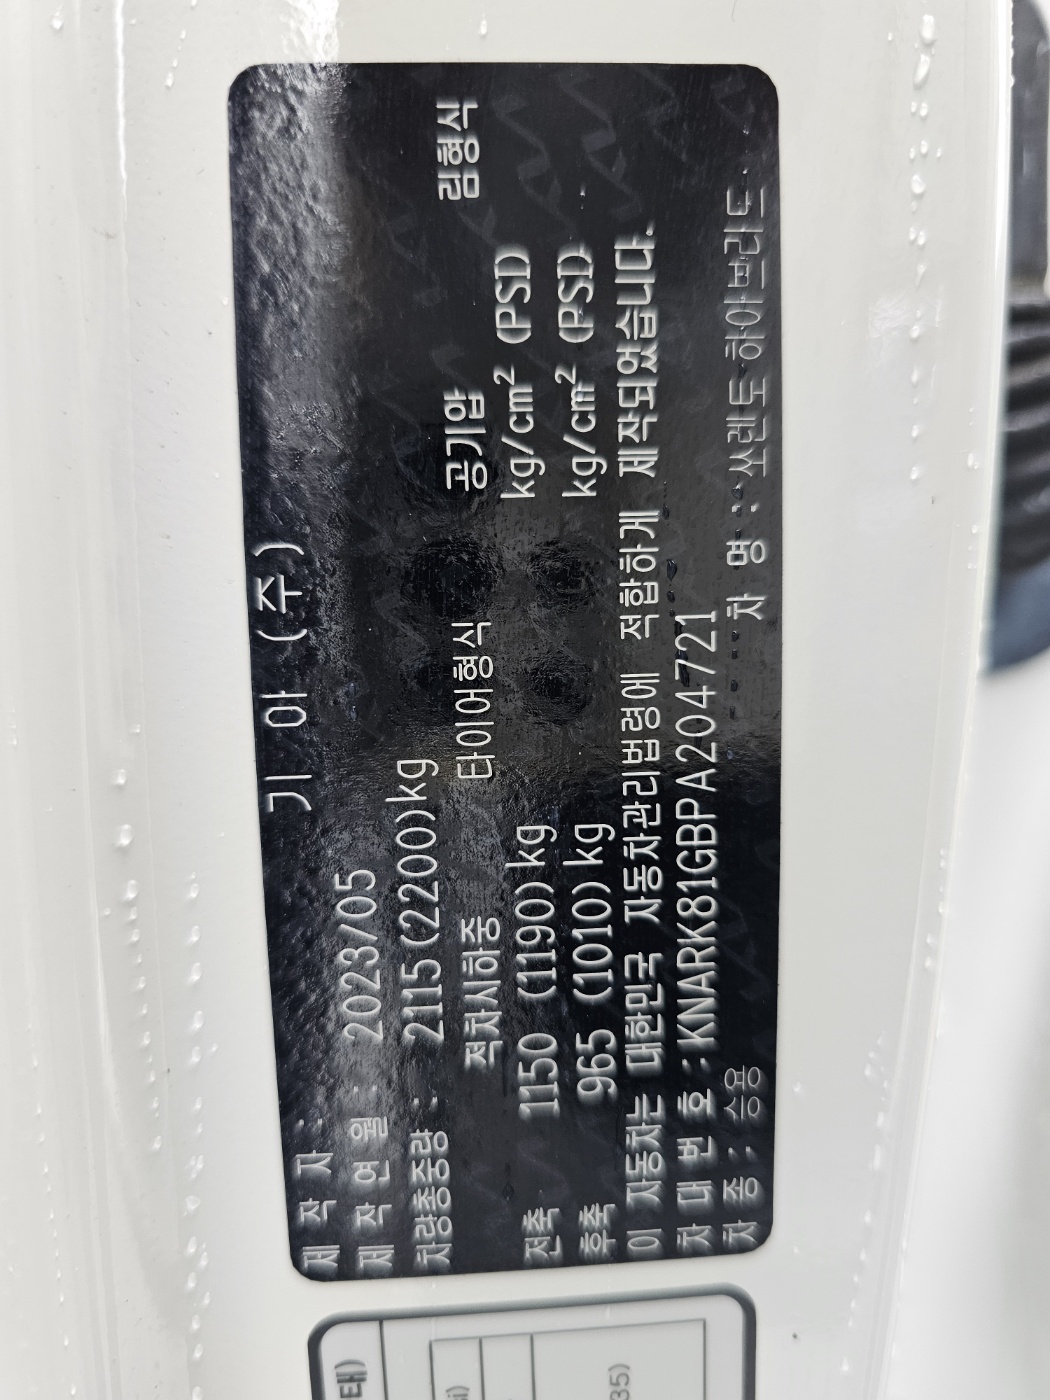 제 작 자 : 기 아 (주)
제 작 연 월 : 2023/05
차량총중량 : 2115(2200)kg
적차시하중 타이어형식 공기압 림형식
전축 1150 (1190)kg kg/cm² (PSI)
후축 965 (1010)kg kg/cm² (PSI)
이 자동차는 대한민국 자동차관리법령에 적합하게 제작되었습니다.
차 대 번 호 : KNARK81GBPA204721
차 종 : 승용 차 명 : 쏘렌토 하이브리드
태)
si)
35)